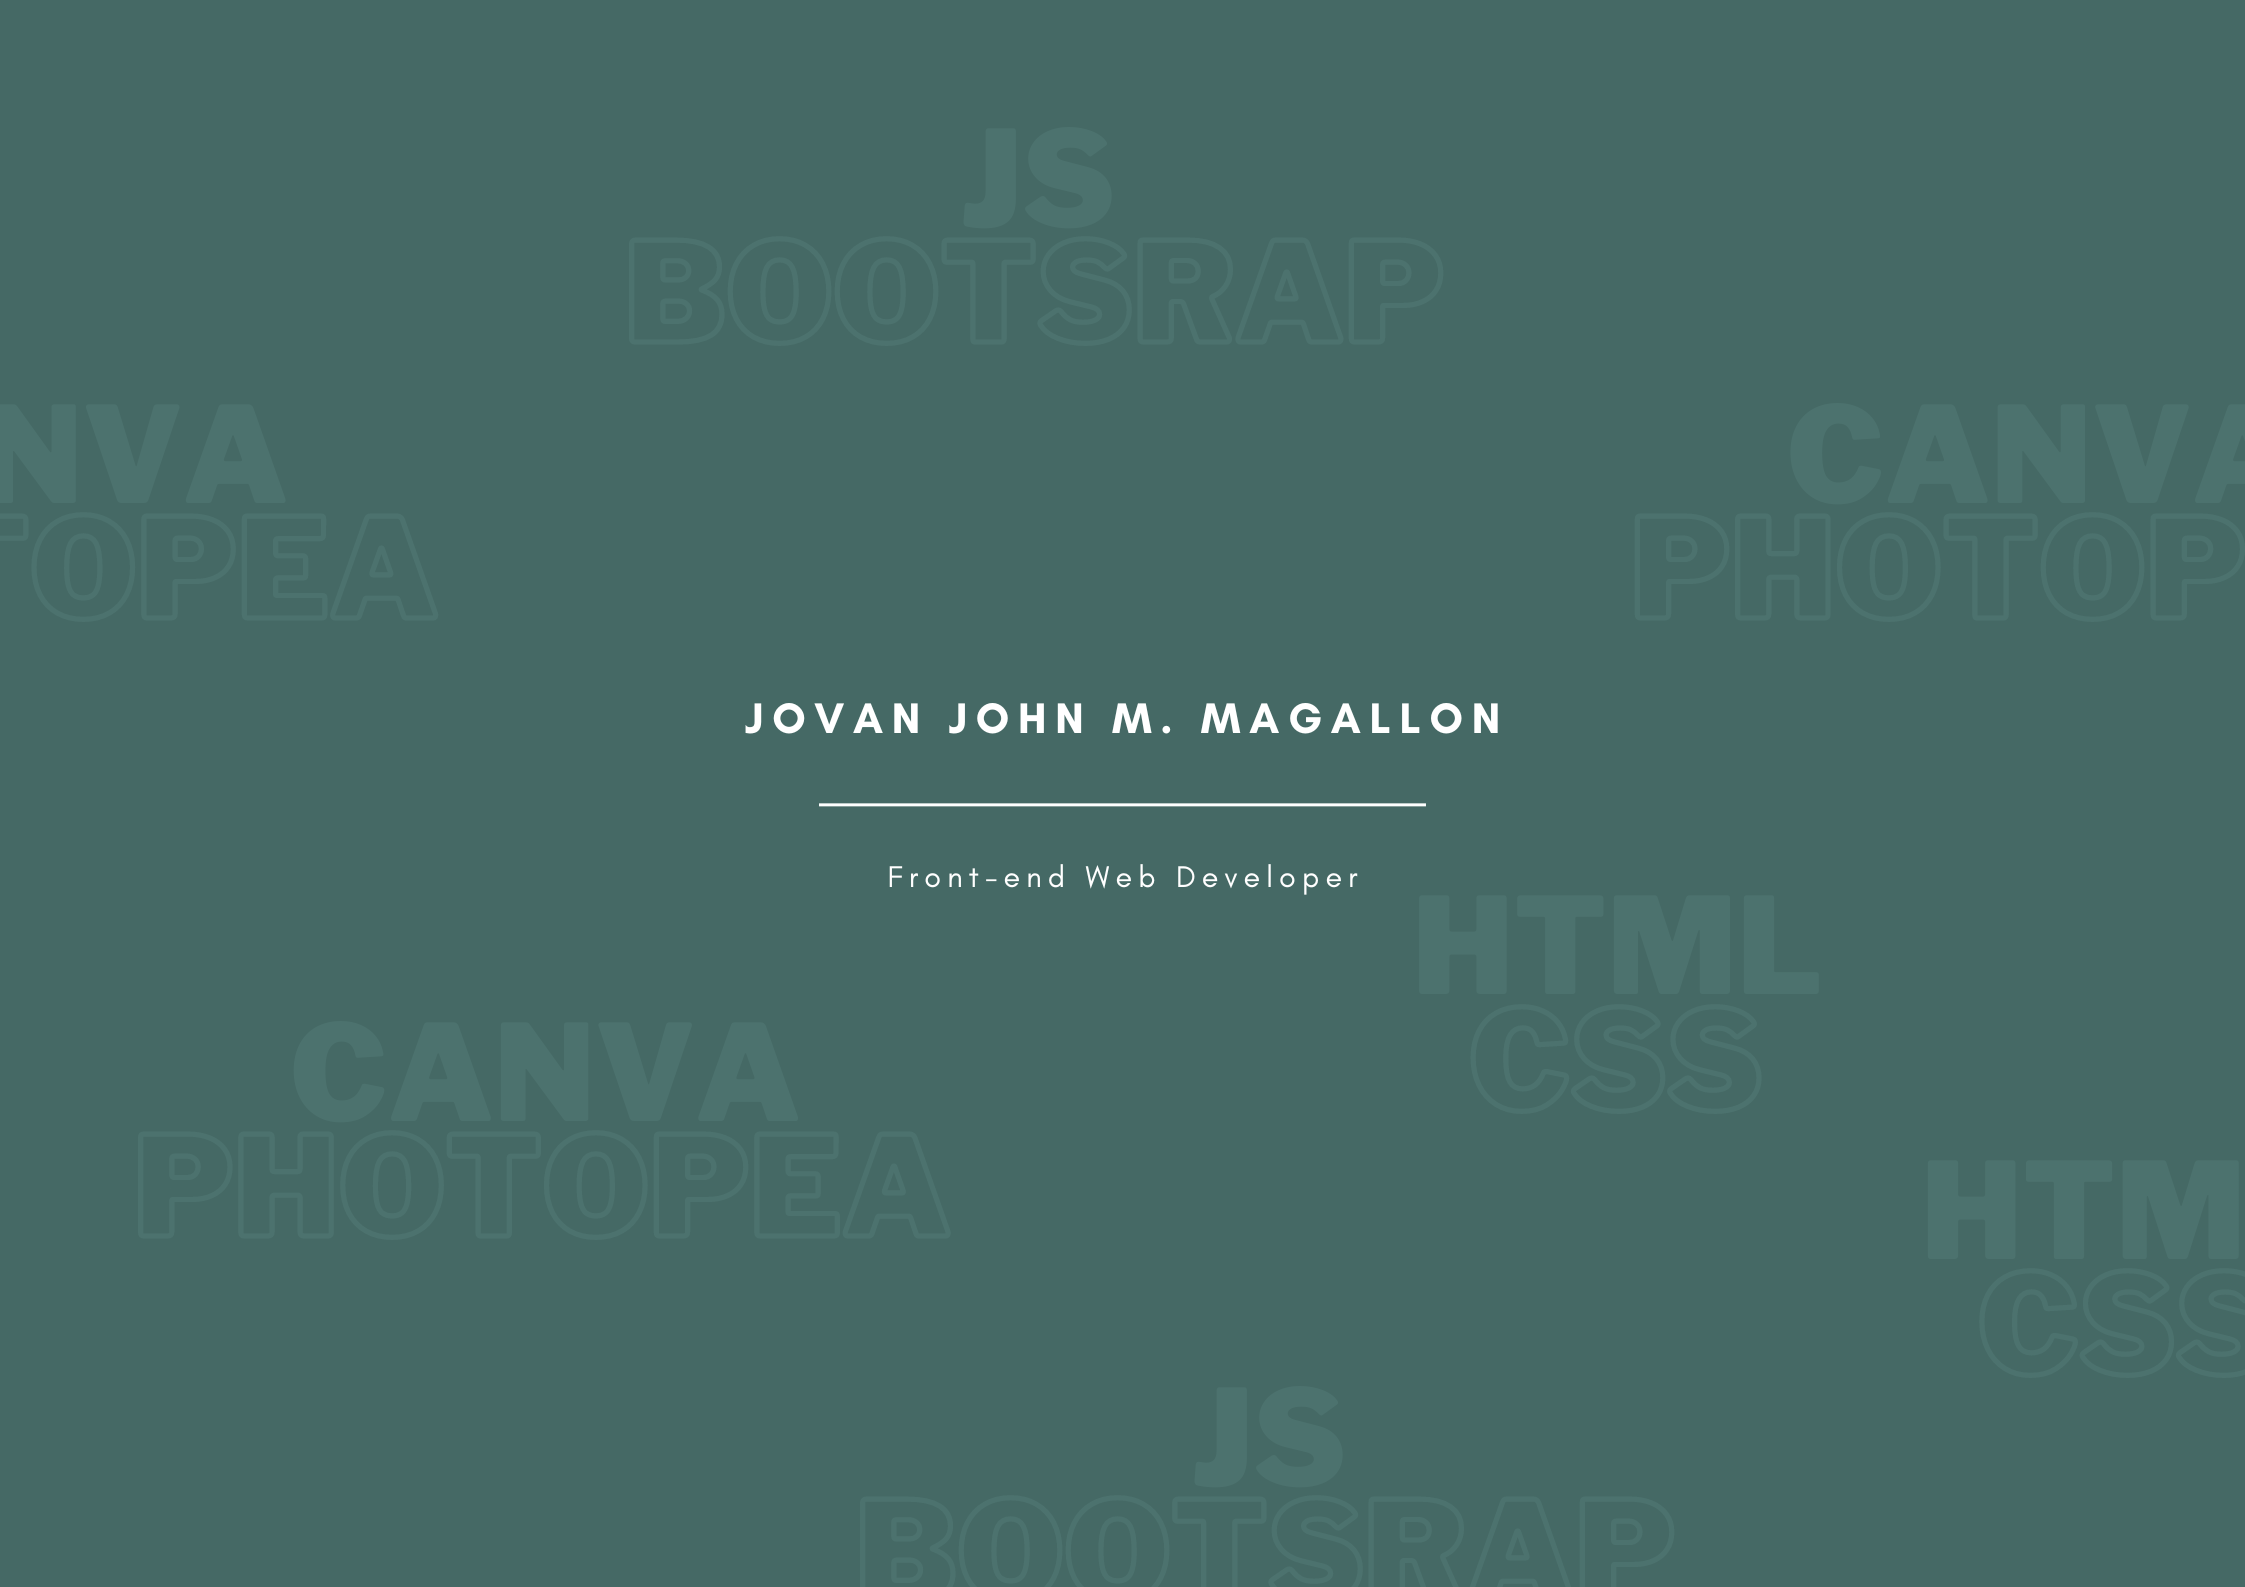 JS
BOOTSRAP
NVA
TOPEA
CANVA
PHOTOP
JOVAN JOHN M. MAGALLON
Front-end Web Developer
HTML
CSS
CANVA
PHOTOPEA
HTM
CSS
JS
BOOTSRAP